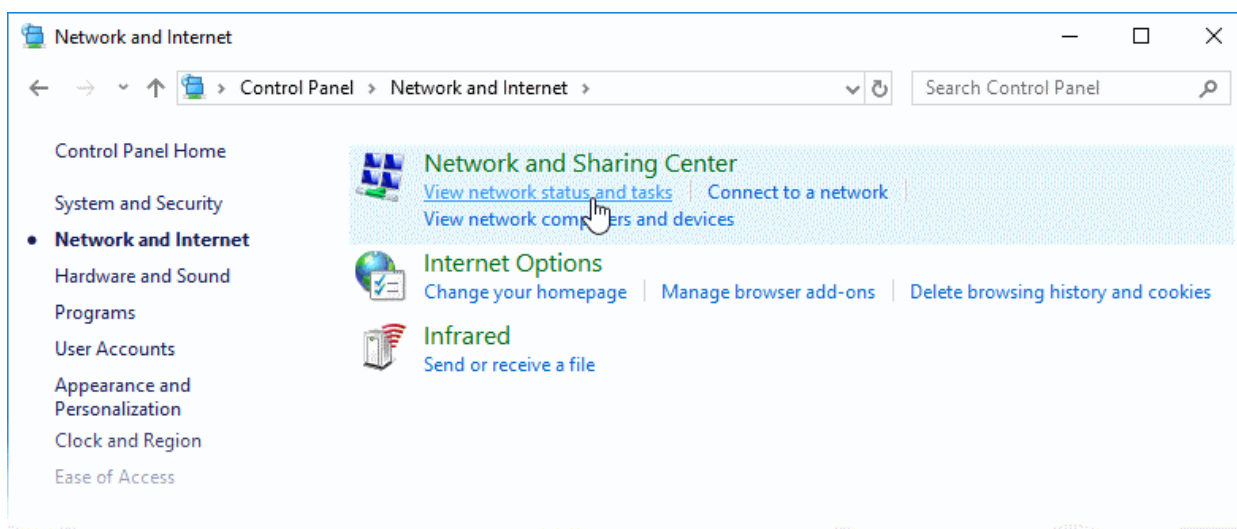 Network and Internet
Control Panel > Network and Internet >
Search Control Panel
Control Panel Home
System and Security
Network and Internet
Hardware and Sound
Programs
User Accounts
Appearance and
Personalization
Clock and Region
Ease of Access
Network and Sharing Center
View network status and tasks
Connect to a network
View network computers and devices
Internet Options
Change your homepage
Manage browser add-ons
Delete browsing history and cookies
Infrared
Send or receive a file